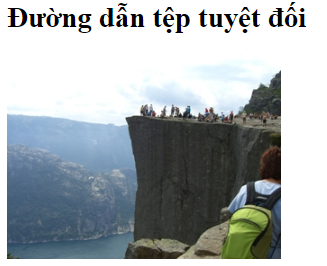 Đường dẫn tệp tuyệt đối